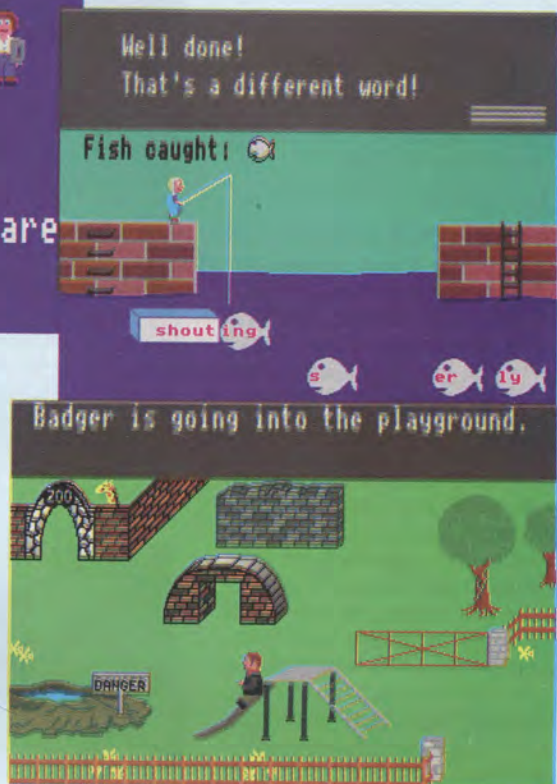 Well done!
That's a different word!
Fish caught:
are
shout ing
s er ly
Badger is going into the playground.
ZOO
DANGER